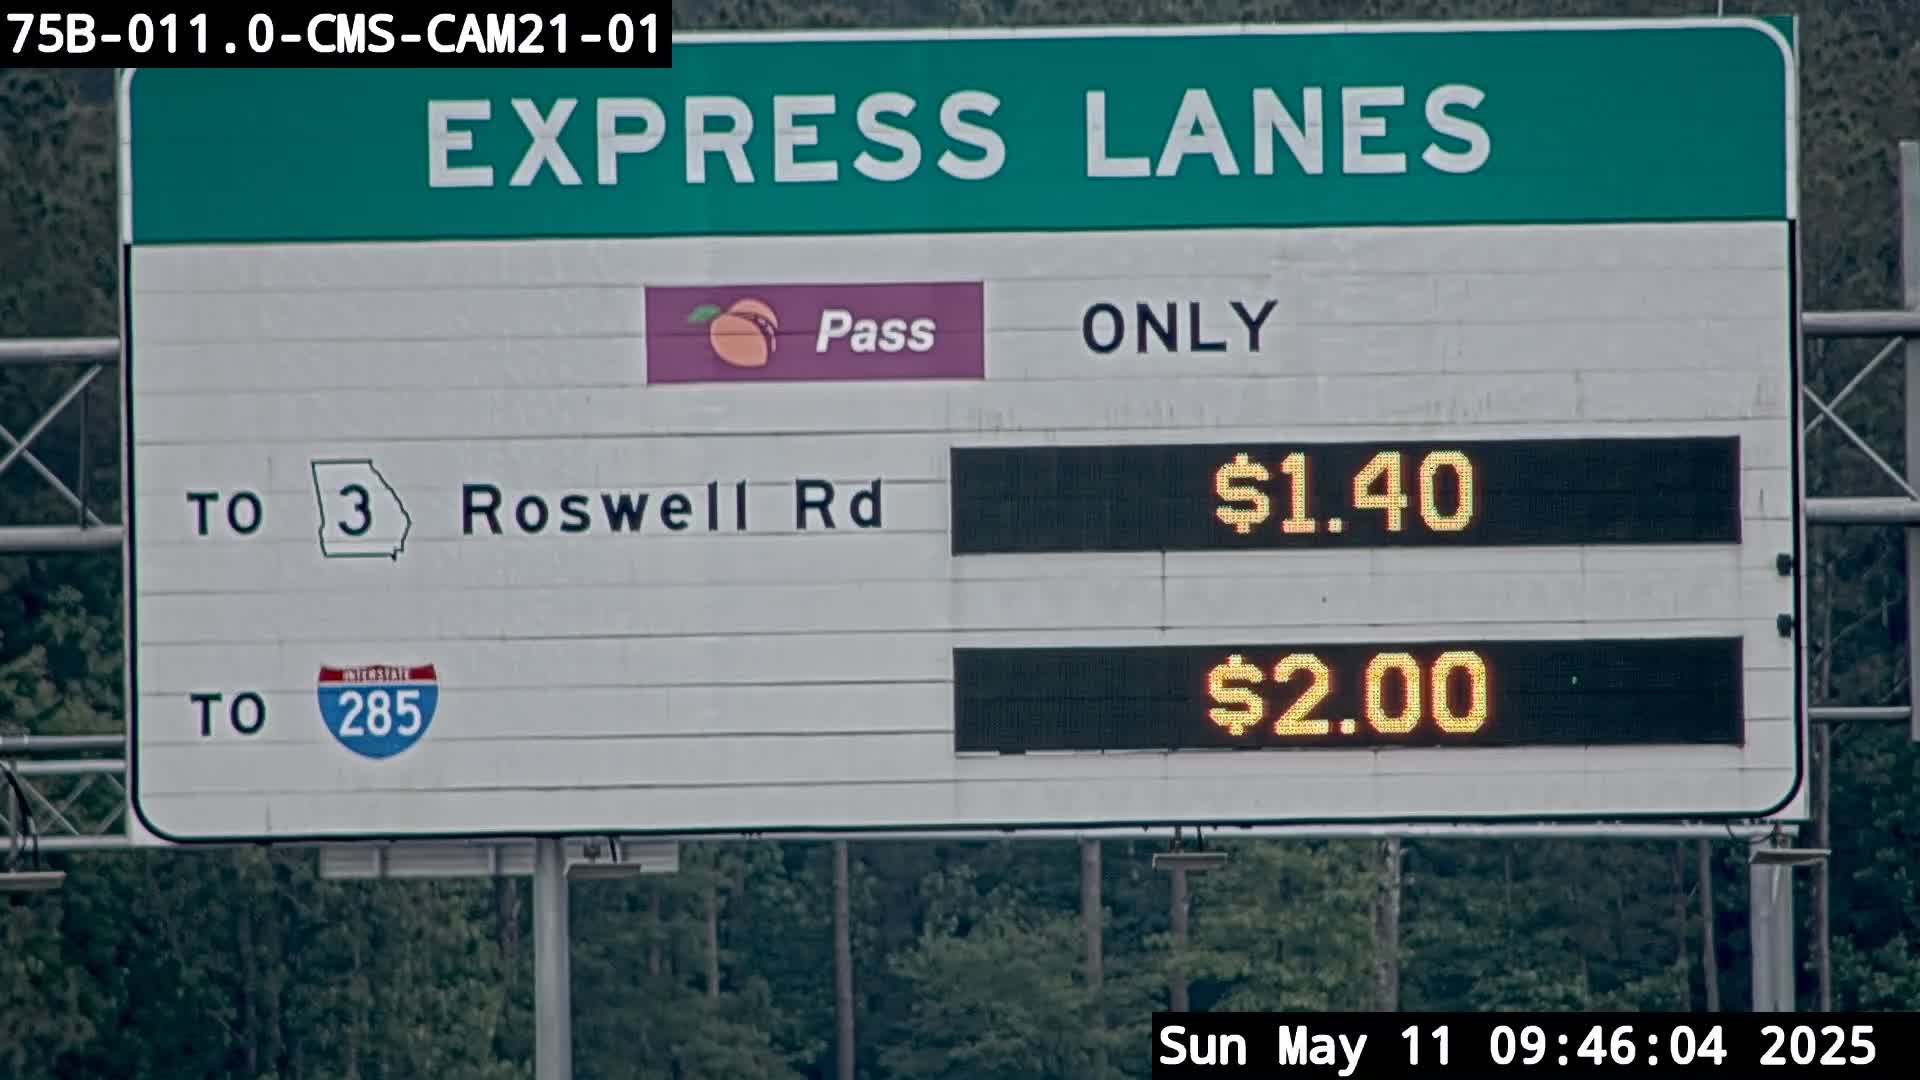 75B-011.0-CMS-CAM21-01
EXPRESS LANES
Pass ONLY
TO 3 Roswell Rd $1.40
TO INTERSTATE 285 $2.00
Sun May 11 09:46:04 2025